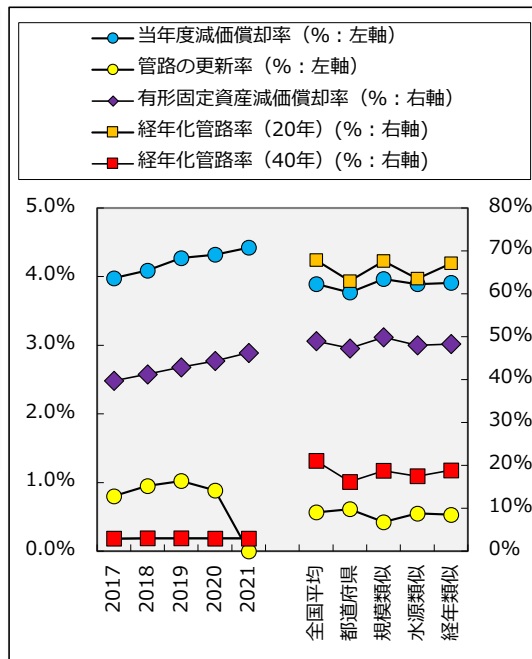 当年度減価償却率（%：左軸）
管路の更新率（%：左軸）
有形固定資産減価償却率（%：右軸）
経年化管路率（20年）(%：右軸)
経年化管路率（40年）(%：右軸)
5.0%
4.0%
3.0%
2.0%
1.0%
0.0%
80%
70%
60%
50%
40%
30%
20%
10%
0%
2017
2018
2019
2020
2021
全国平均
都道府県
規模類似
水源類似
経年類似